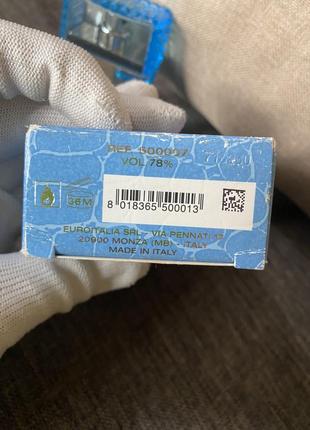 REF. 500007
VOL.78%
36M
8 018365 500013
EUROITALIA SRL - VIA PENNATI, 12
20900 MONZA (MB) - ITALY
MADE IN ITALY